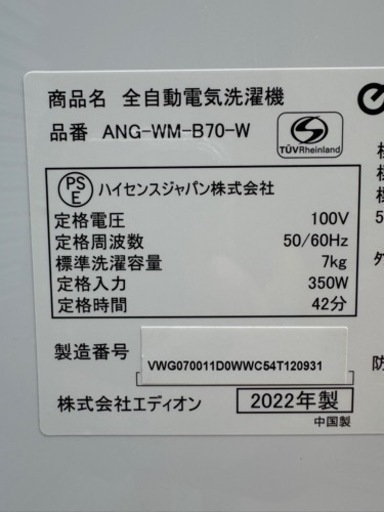 商品名 全自動電気洗濯機
品番 ANG-WM-B70-W
TÜVRheinland
PS
E
ハイセンスジャパン株式会社
定格電圧 100V
定格周波数 50/60Hz
標準洗濯容量 7kg
定格入力 350W
定格時間 42分
製造番号 VWG070011D0WWC54T120931
株式会社エディオン 2022年製
中国製
防